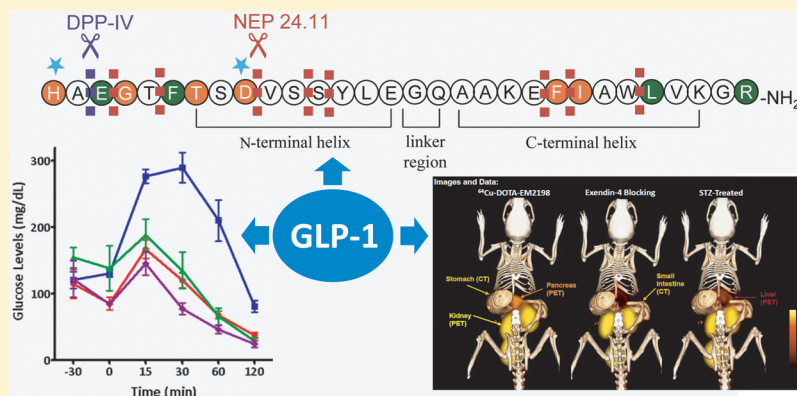 DPP-IV NEP 24.11
H A E G T F T S D V S S Y L E G Q A A K E F I A W L V K G R -NH2
N-terminal helix linker region C-terminal helix
GLP-1
Glucose Levels (mg/dL)
300
200
100
0
-30 0 15 30 60 120
Time (min)
Images and Data:
64Cu-DOTA-EM2198 Exendin-4 Blocking STZ-Treated
Stomach (CT)
Pancreas (PET)
Kidney (PET)
Small intestine (CT)
Liver (PET)